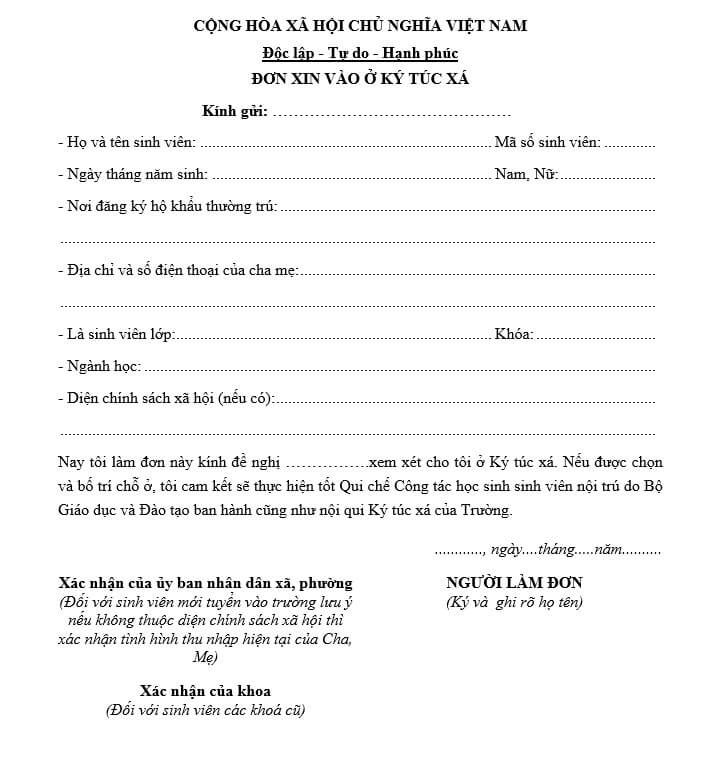 CỘNG HÒA XÃ HỘI CHỦ NGHĨA VIỆT NAM
Độc lập - Tự do - Hạnh phúc
ĐƠN XIN VÀO Ở KÝ TÚC XÁ
Kính gửi: ………………………………………
- Họ và tên sinh viên: .......................................................................... Mã số sinh viên: .............
- Ngày tháng năm sinh: ....................................................................... Nam, Nữ:........................
- Nơi đăng ký hộ khẩu thường trú: ..............................................................................................
......................................................................................................................................................
- Địa chỉ và số điện thoại của cha mẹ:.........................................................................................
......................................................................................................................................................
- Là sinh viên lớp:............................................................................... Khóa: ..............................
- Ngành học: .................................................................................................................................
- Diện chính sách xã hội (nếu có):...............................................................................................
......................................................................................................................................................
Nay tôi làm đơn này kính đề nghị ……………xem xét cho tôi ở Ký túc xá. Nếu được chọn
và bố trí chỗ ở, tôi cam kết sẽ thực hiện tốt Qui chế Công tác học sinh sinh viên nội trú do Bộ
Giáo dục và Đào tạo ban hành cũng như nội qui Ký túc xá của Trường.
............, ngày....tháng.....năm..........
Xác nhận của ủy ban nhân dân xã, phường
(Đối với sinh viên mới tuyển vào trường lưu ý
nếu không thuộc diện chính sách xã hội thì
xác nhận tình hình thu nhập hiện tại của Cha,
Mẹ)
NGƯỜI LÀM ĐƠN
(Ký và ghi rõ họ tên)
Xác nhận của khoa
(Đối với sinh viên các khoá cũ)